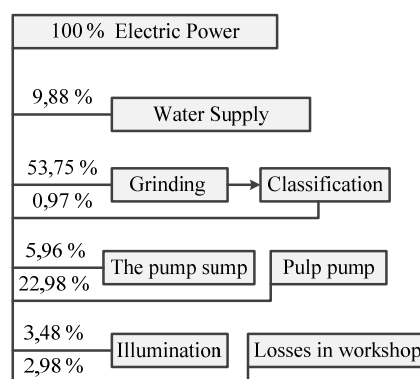 100 % Electric Power
9,88 %
Water Supply
53,75 %
Grinding
Classification
0,97 %
5,96 %
The pump sump
Pulp pump
22,98 %
3,48 %
Illumination
Losses in workshop
2,98 %